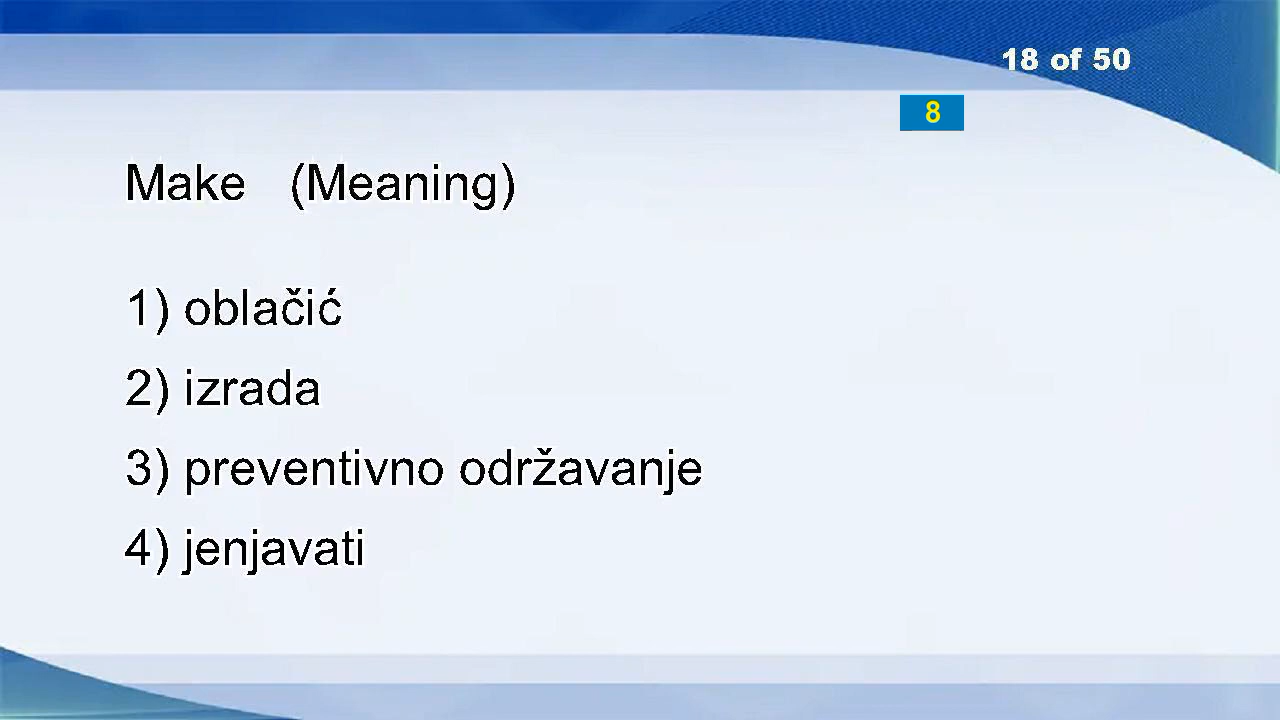 18 of 50
8
Make (Meaning)
1) oblačić
2) izrada
3) preventivno održavanje
4) jenjavati